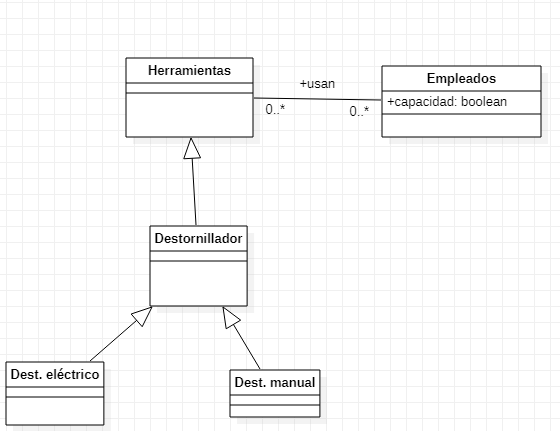 Herramientas
+usan
0..*
0..*
Empleados
+capacidad: boolean
Destornillador
Dest. eléctrico
Dest. manual